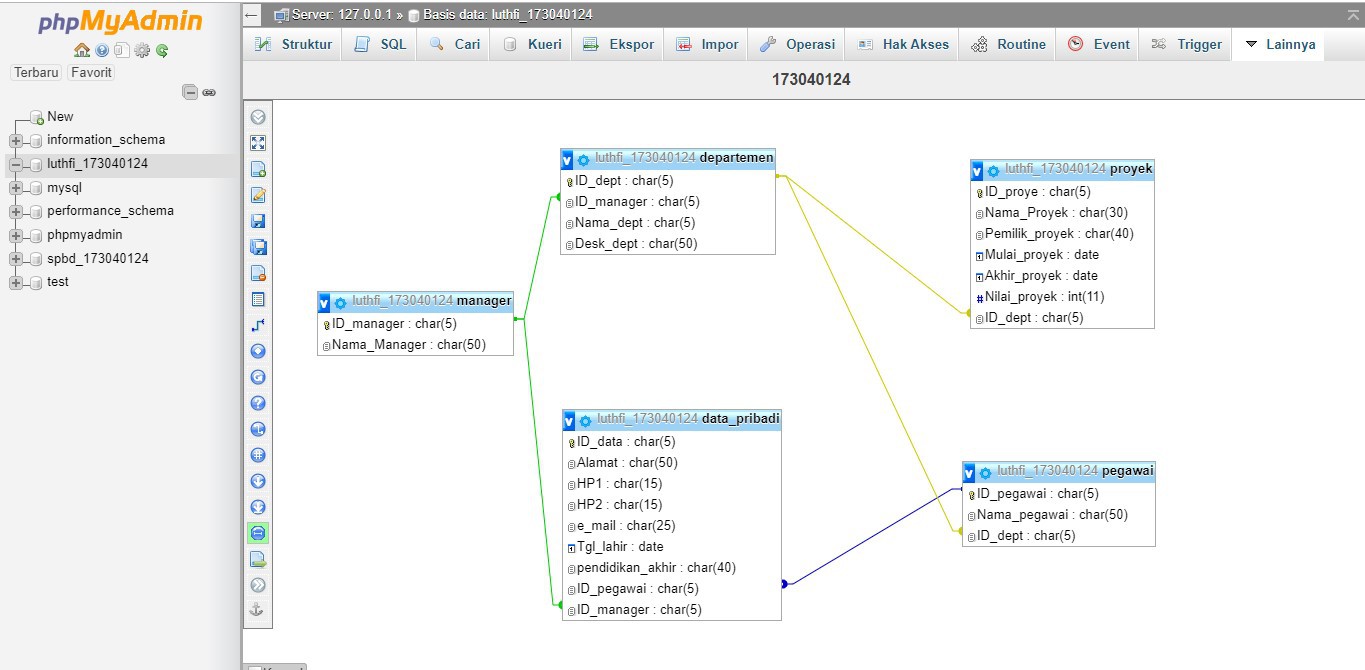 phpMyAdmin
Terbaru Favorit
New
information_schema
luthfi_173040124
mysql
performance_schema
phpmyadmin
spbd_173040124
test
Server: 127.0.0.1 » Basis data: luthfi_173040124
Struktur SQL Cari Kueri Ekspor Impor Operasi Hak Akses Routine Event Trigger Lainnya
173040124
luthfi_173040124 departemen
ID_dept : char(5)
ID_manager : char(5)
Nama_dept : char(5)
Desk_dept : char(50)
luthfi_173040124 proyek
ID_proye : char(5)
Nama_Proyek : char(30)
Pemilik_proyek : char(40)
Mulai_proyek : date
Akhir_proyek : date
Nilai_proyek : int(11)
ID_dept : char(5)
luthfi_173040124 manager
ID_manager : char(5)
Nama_Manager : char(50)
luthfi_173040124 data_pribadi
ID_data : char(5)
Alamat : char(50)
HP1 : char(15)
HP2 : char(15)
e_mail : char(25)
Tgl_lahir : date
pendidikan_akhir : char(40)
ID_pegawai : char(5)
ID_manager : char(5)
luthfi_173040124 pegawai
ID_pegawai : char(5)
Nama_pegawai : char(50)
ID_dept : char(5)